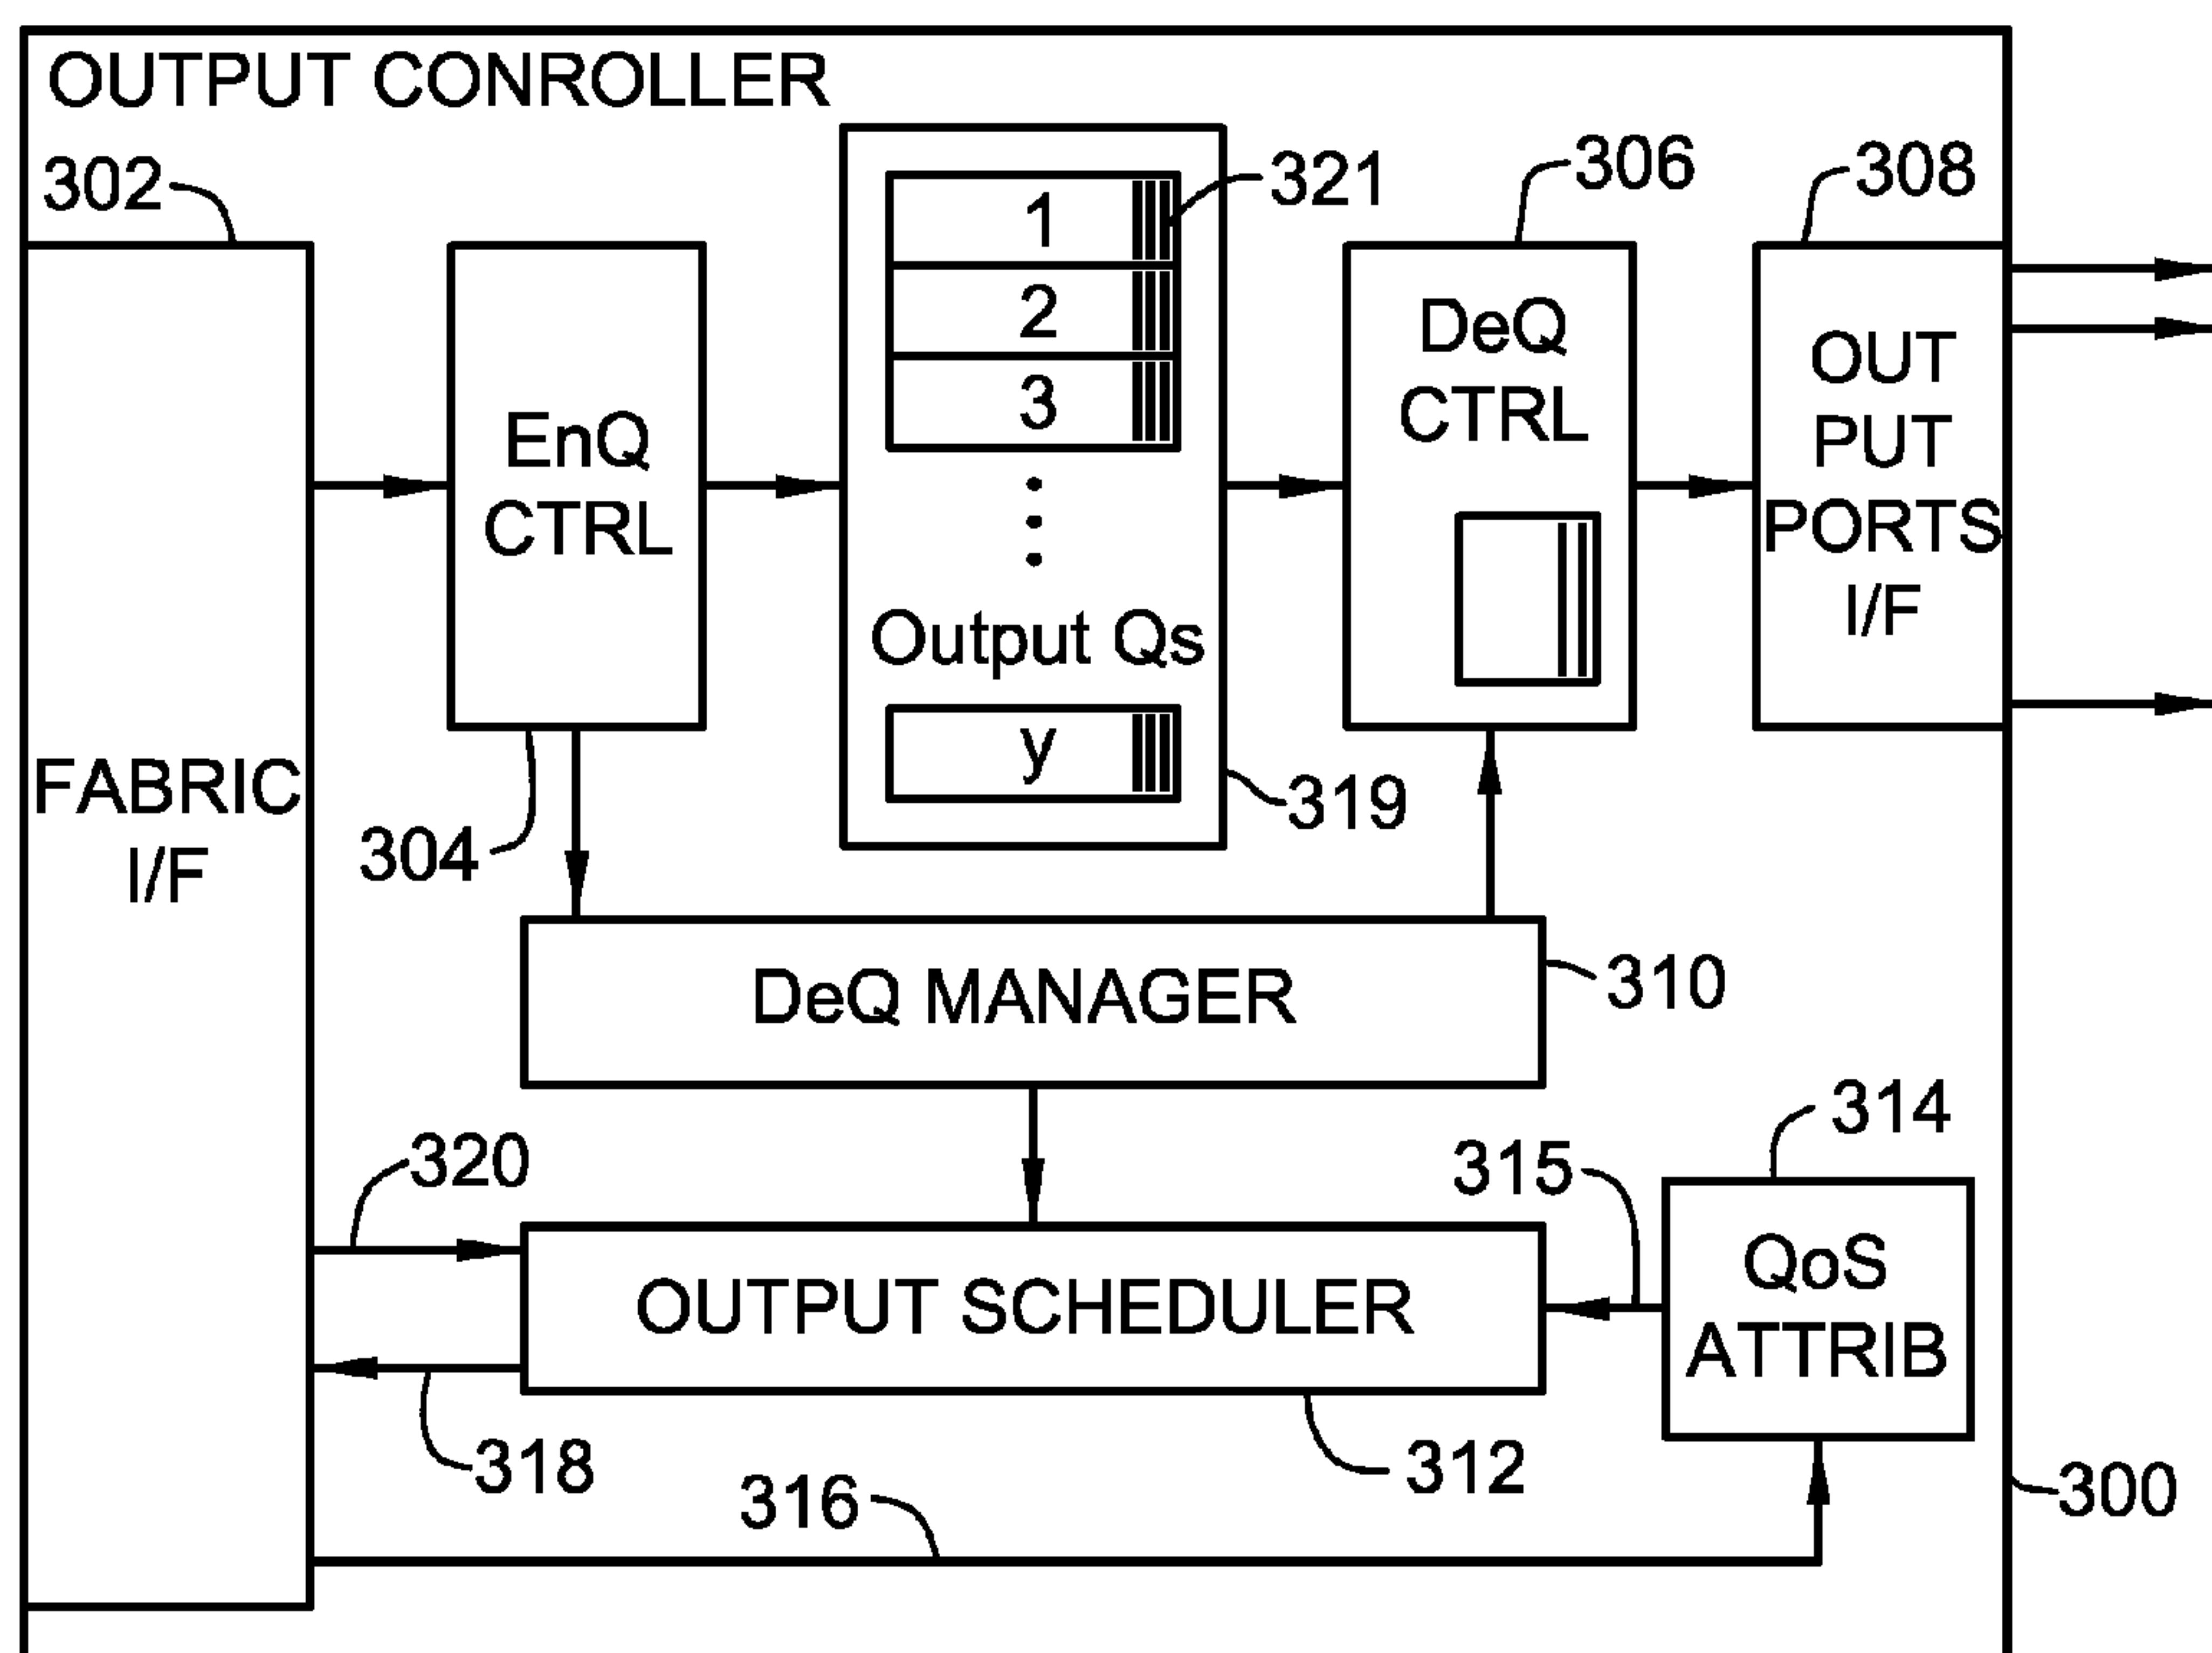 OUTPUT CONROLLER
302
321
306
308
1
2
3
EnQ
CTRL
Output Qs
y
DeQ
CTRL
OUT
PUT
PORTS
I/F
FABRIC
I/F
304
319
DeQ MANAGER
310
320
315
314
OUTPUT SCHEDULER
QoS
ATTRIB
318
312
316
300